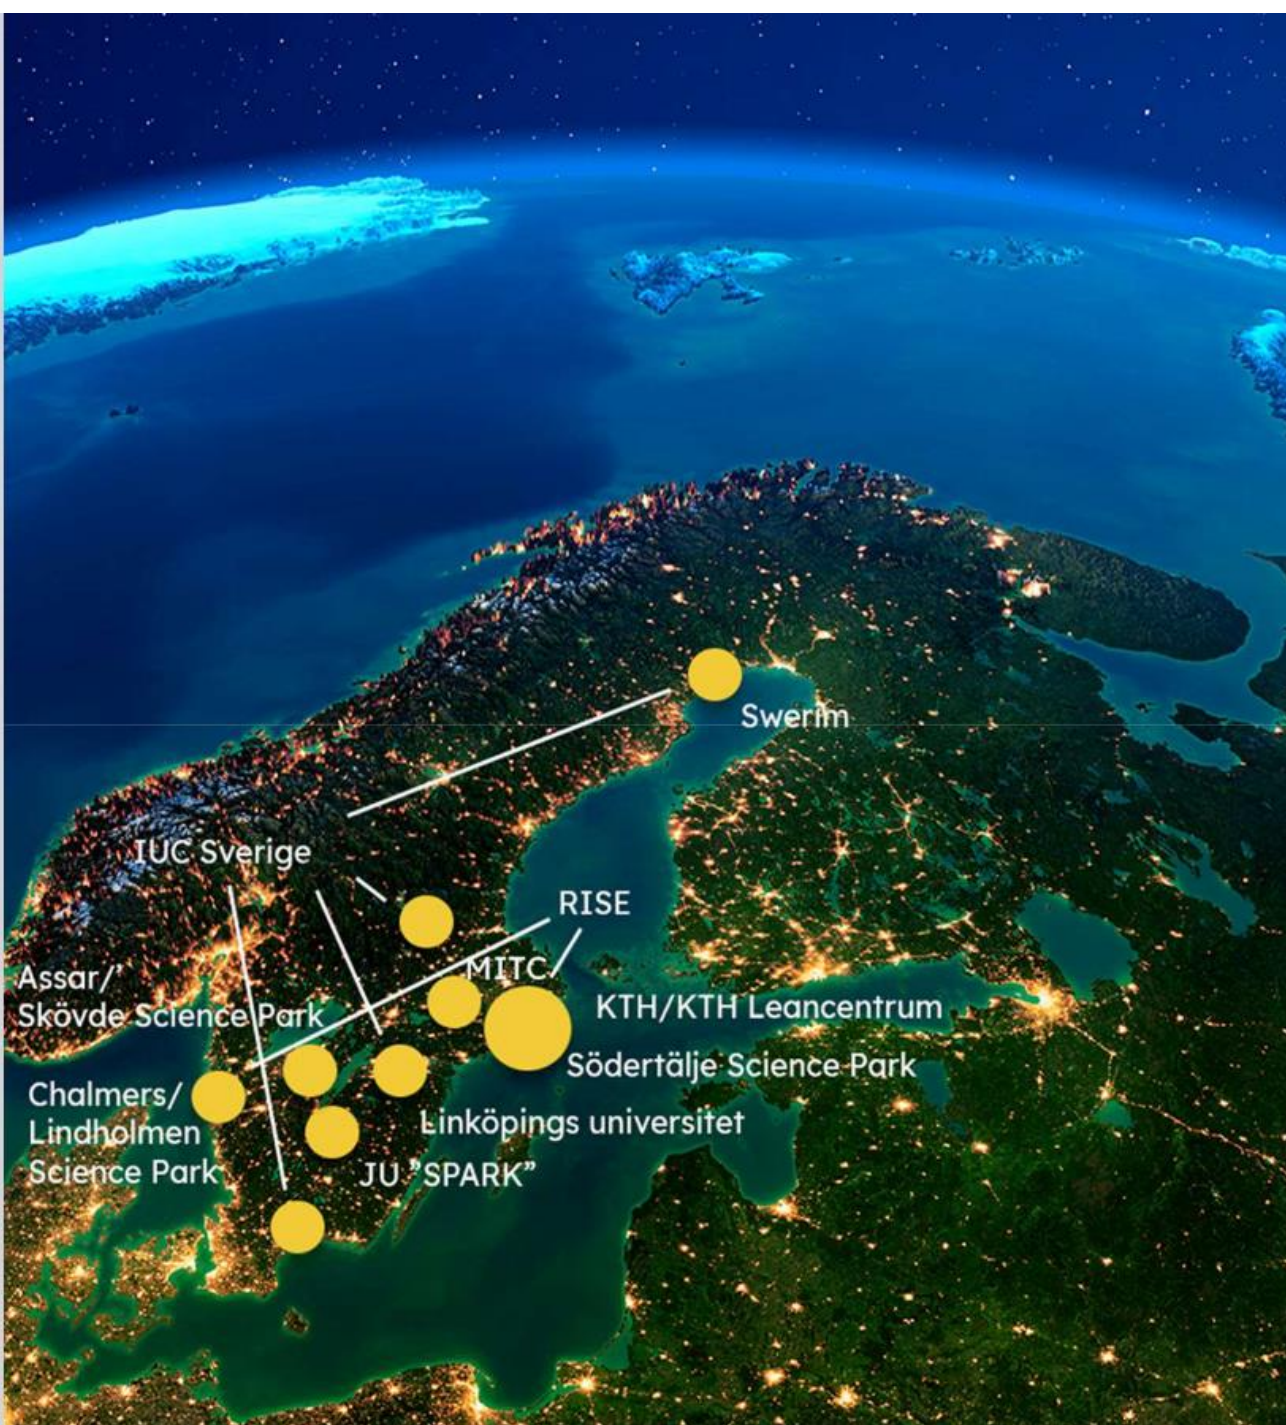 Swerim
IUC Sverige
RISE
MITC
Assar/’
Skövde Science Park
KTH/KTH Leancentrum
Södertälje Science Park
Chalmers/
Lindholmen
Science Park
Linköpings universitet
JU ”SPARK”